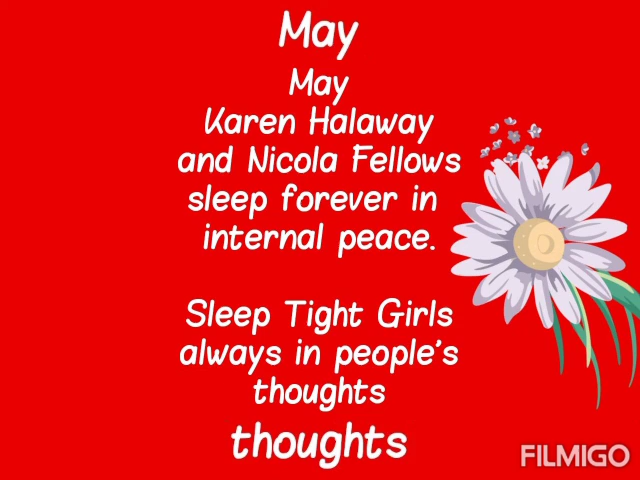 May
May
Karen Halaway
and Nicola Fellows
sleep forever in
internal peace.
Sleep Tight Girls
always in people's
thoughts
thoughts
FILMIGO